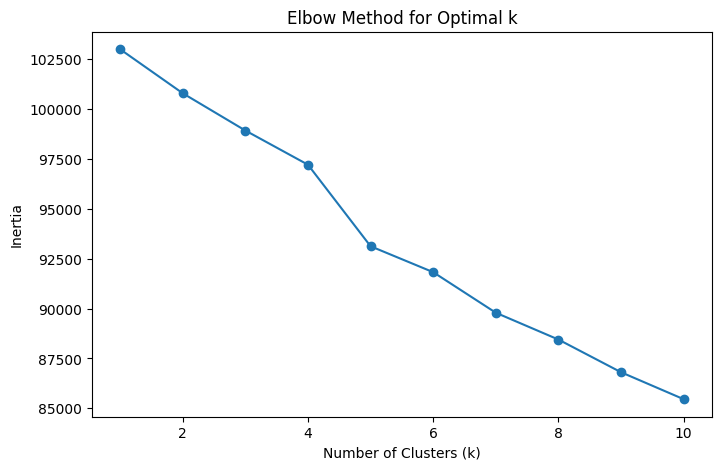 Elbow Method for Optimal k
102500
100000
97500
95000
92500
90000
87500
85000
Inertia
2 4 6 8 10
Number of Clusters (k)